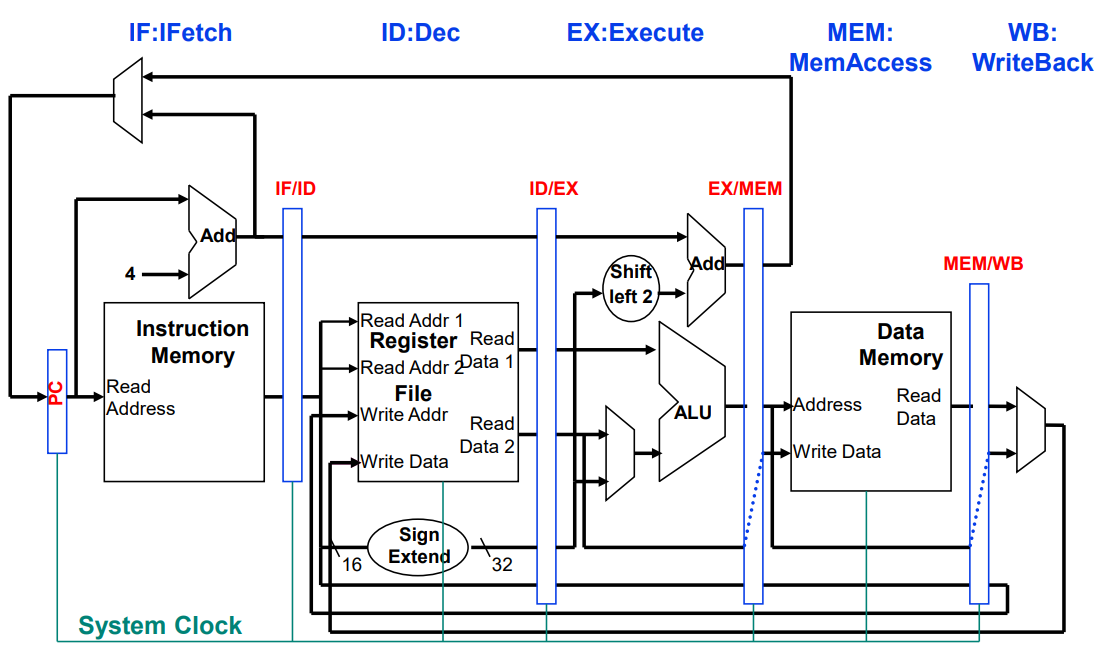 IF:IFetch
ID:Dec
EX:Execute
MEM:
MemAccess
WB:
WriteBack
IF/ID
ID/EX
EX/MEM
MEM/WB
Add
4
Shift
left 2
Add
Instruction
Memory
Read
Address
PC
Read Addr 1
Register
Read Addr 2
File
Write Addr
Write Data
Read
Data 1
Read
Data 2
ALU
Data
Memory
Address
Read
Data
Write Data
Sign
Extend
16
32
System Clock